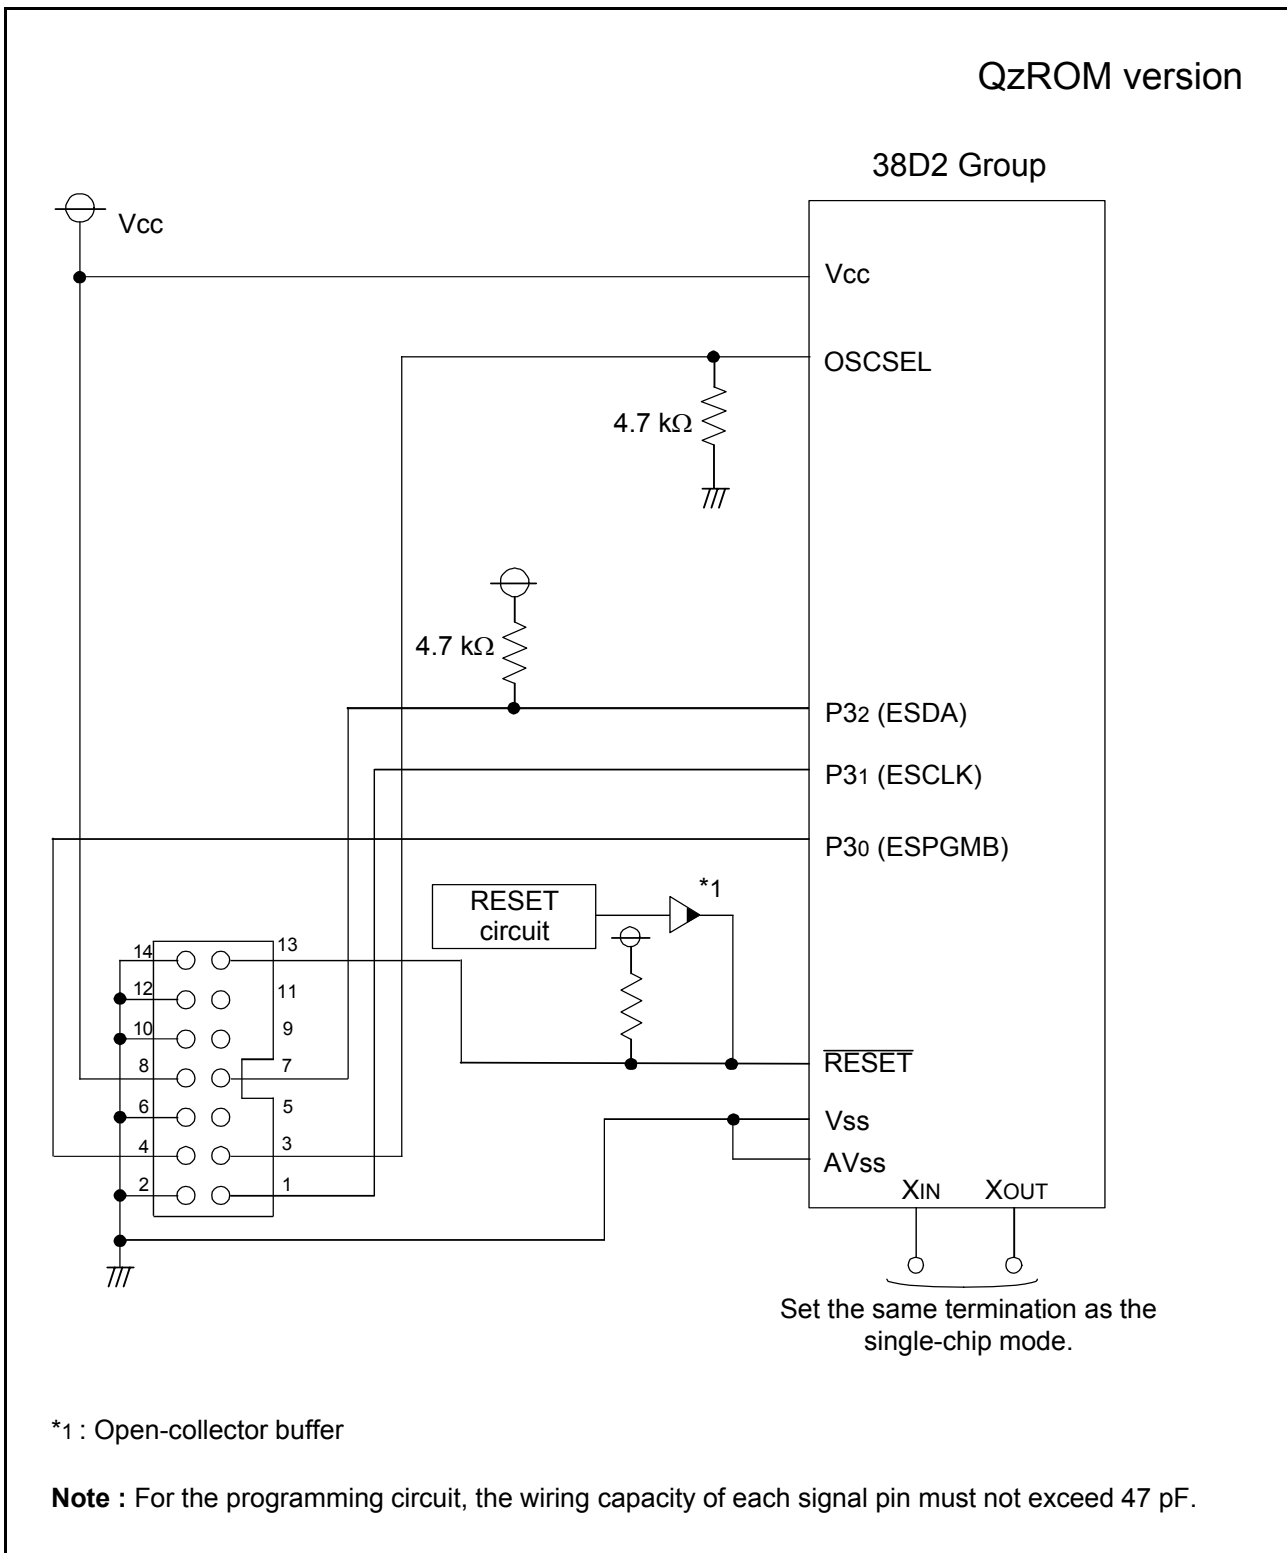 QzROM version
38D2 Group
Vcc
Vcc
OSCSEL
4.7 kΩ
4.7 kΩ
P32 (ESDA)
P31 (ESCLK)
P30 (ESPGMB)
RESET
circuit
*1
14
13
12
11
10
9
8
7
6
5
4
3
2
1
RESET
Vss
AVss
XIN
XOUT
Set the same termination as the
single-chip mode.
*1 : Open-collector buffer
Note : For the programming circuit, the wiring capacity of each signal pin must not exceed 47 pF.